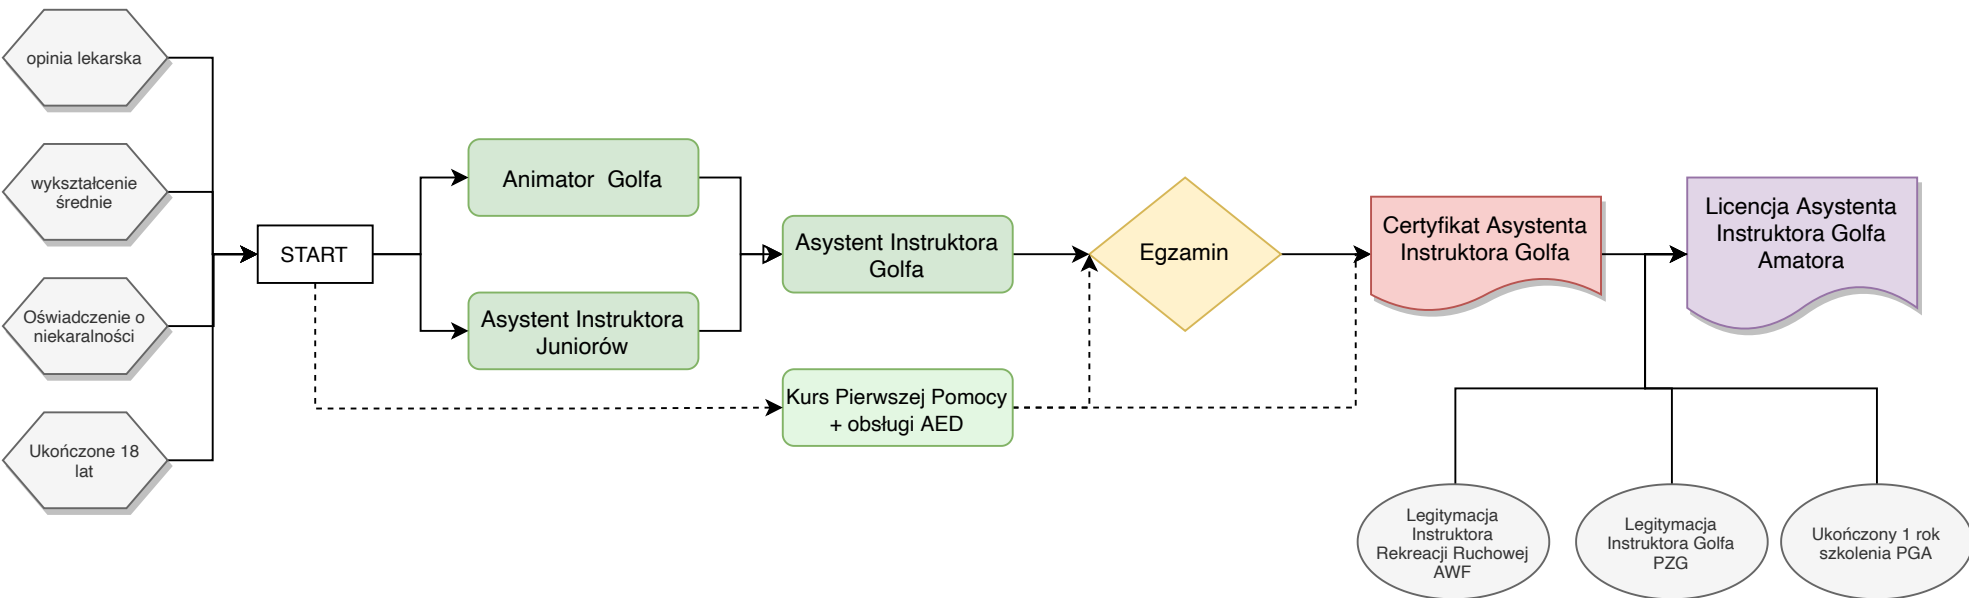 opinia lekarska
wykształcenie
średnie
Oświadczenie o
niekaralności
Ukończone 18
lat
START
Animator  Golfa
Asystent Instruktora
Juniorów
Asystent Instruktora
Golfa
Kurs Pierwszej Pomocy
+ obsługi AED
Egzamin
Certyfikat Asystenta
Instruktora Golfa
Licencja Asystenta
Instruktora Golfa
Amatora
Legitymacja
Instruktora
Rekreacji Ruchowej
AWF
Legitymacja
Instruktora Golfa
PZG
Ukończony 1 rok
szkolenia PGA